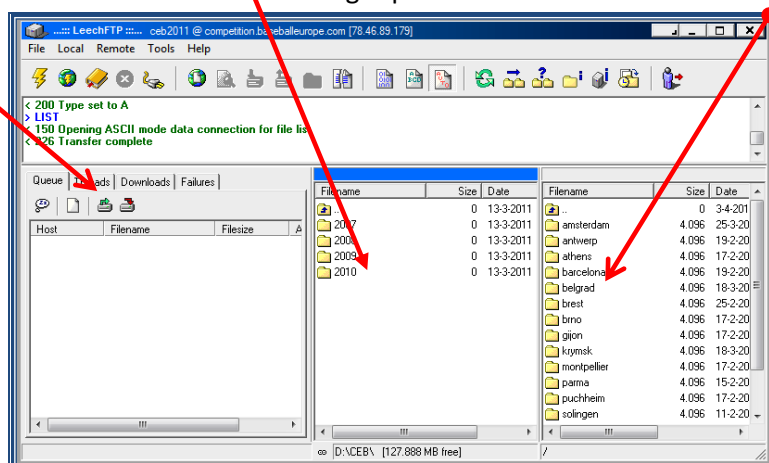 ...:: LeechFTP ::... ceb2011 @ competition.baseballeurope.com [78.46.89.179]
File Local Remote Tools Help
< 200 Type set to A
> LIST
< 150 Opening ASCII mode data connection for file lis
< 226 Transfer complete
Queue Threads Downloads Failures
Host Filename Filesize A
Filename Size Date
.. 0 13-3-2011
2007 0 13-3-2011
2008 0 13-3-2011
2009 0 13-3-2011
2010 0 13-3-2011
Filename Size Date
.. 0 3-4-201
amsterdam 4.096 25-3-20
antwerp 4.096 19-2-20
athens 4.096 17-2-20
barcelona 4.096 19-2-20
belgrad 4.096 18-3-20
brest 4.096 25-2-20
brno 4.096 17-2-20
gijon 4.096 17-2-20
krymsk 4.096 18-3-20
montpellier 4.096 17-2-20
parma 4.096 15-2-20
puchheim 4.096 17-2-20
solingen 4.096 11-2-20
D:\CEB\ [127.888 MB free] /